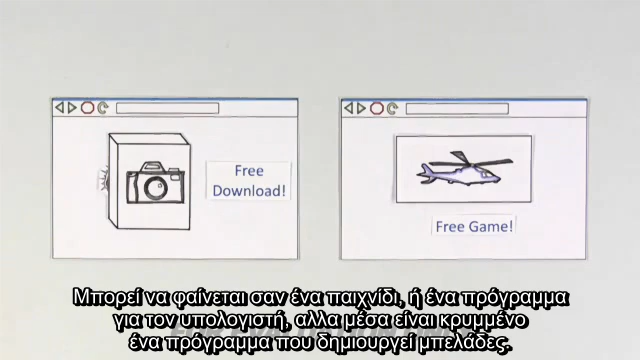 Free
Download!
Free Game!
Μπορεί να φαίνεται σαν ένα παιχνίδι, ή ένα πρόγραμμα
για τον υπολογιστή, αλλα μέσα είναι κρυμμένο
ένα πρόγραμμα που δημιουργεί μπελάδες.